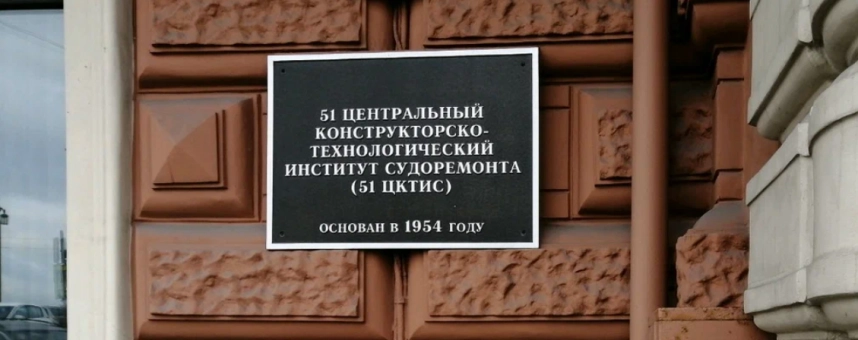 51 ЦЕНТРАЛЬНЫЙ
КОНСТРУКТОРСКО-
ТЕХНОЛОГИЧЕСКИЙ
ИНСТИТУТ СУДОРЕМОНТА
(51 ЦКТИС)
ОСНОВАН В 1954 ГОДУ